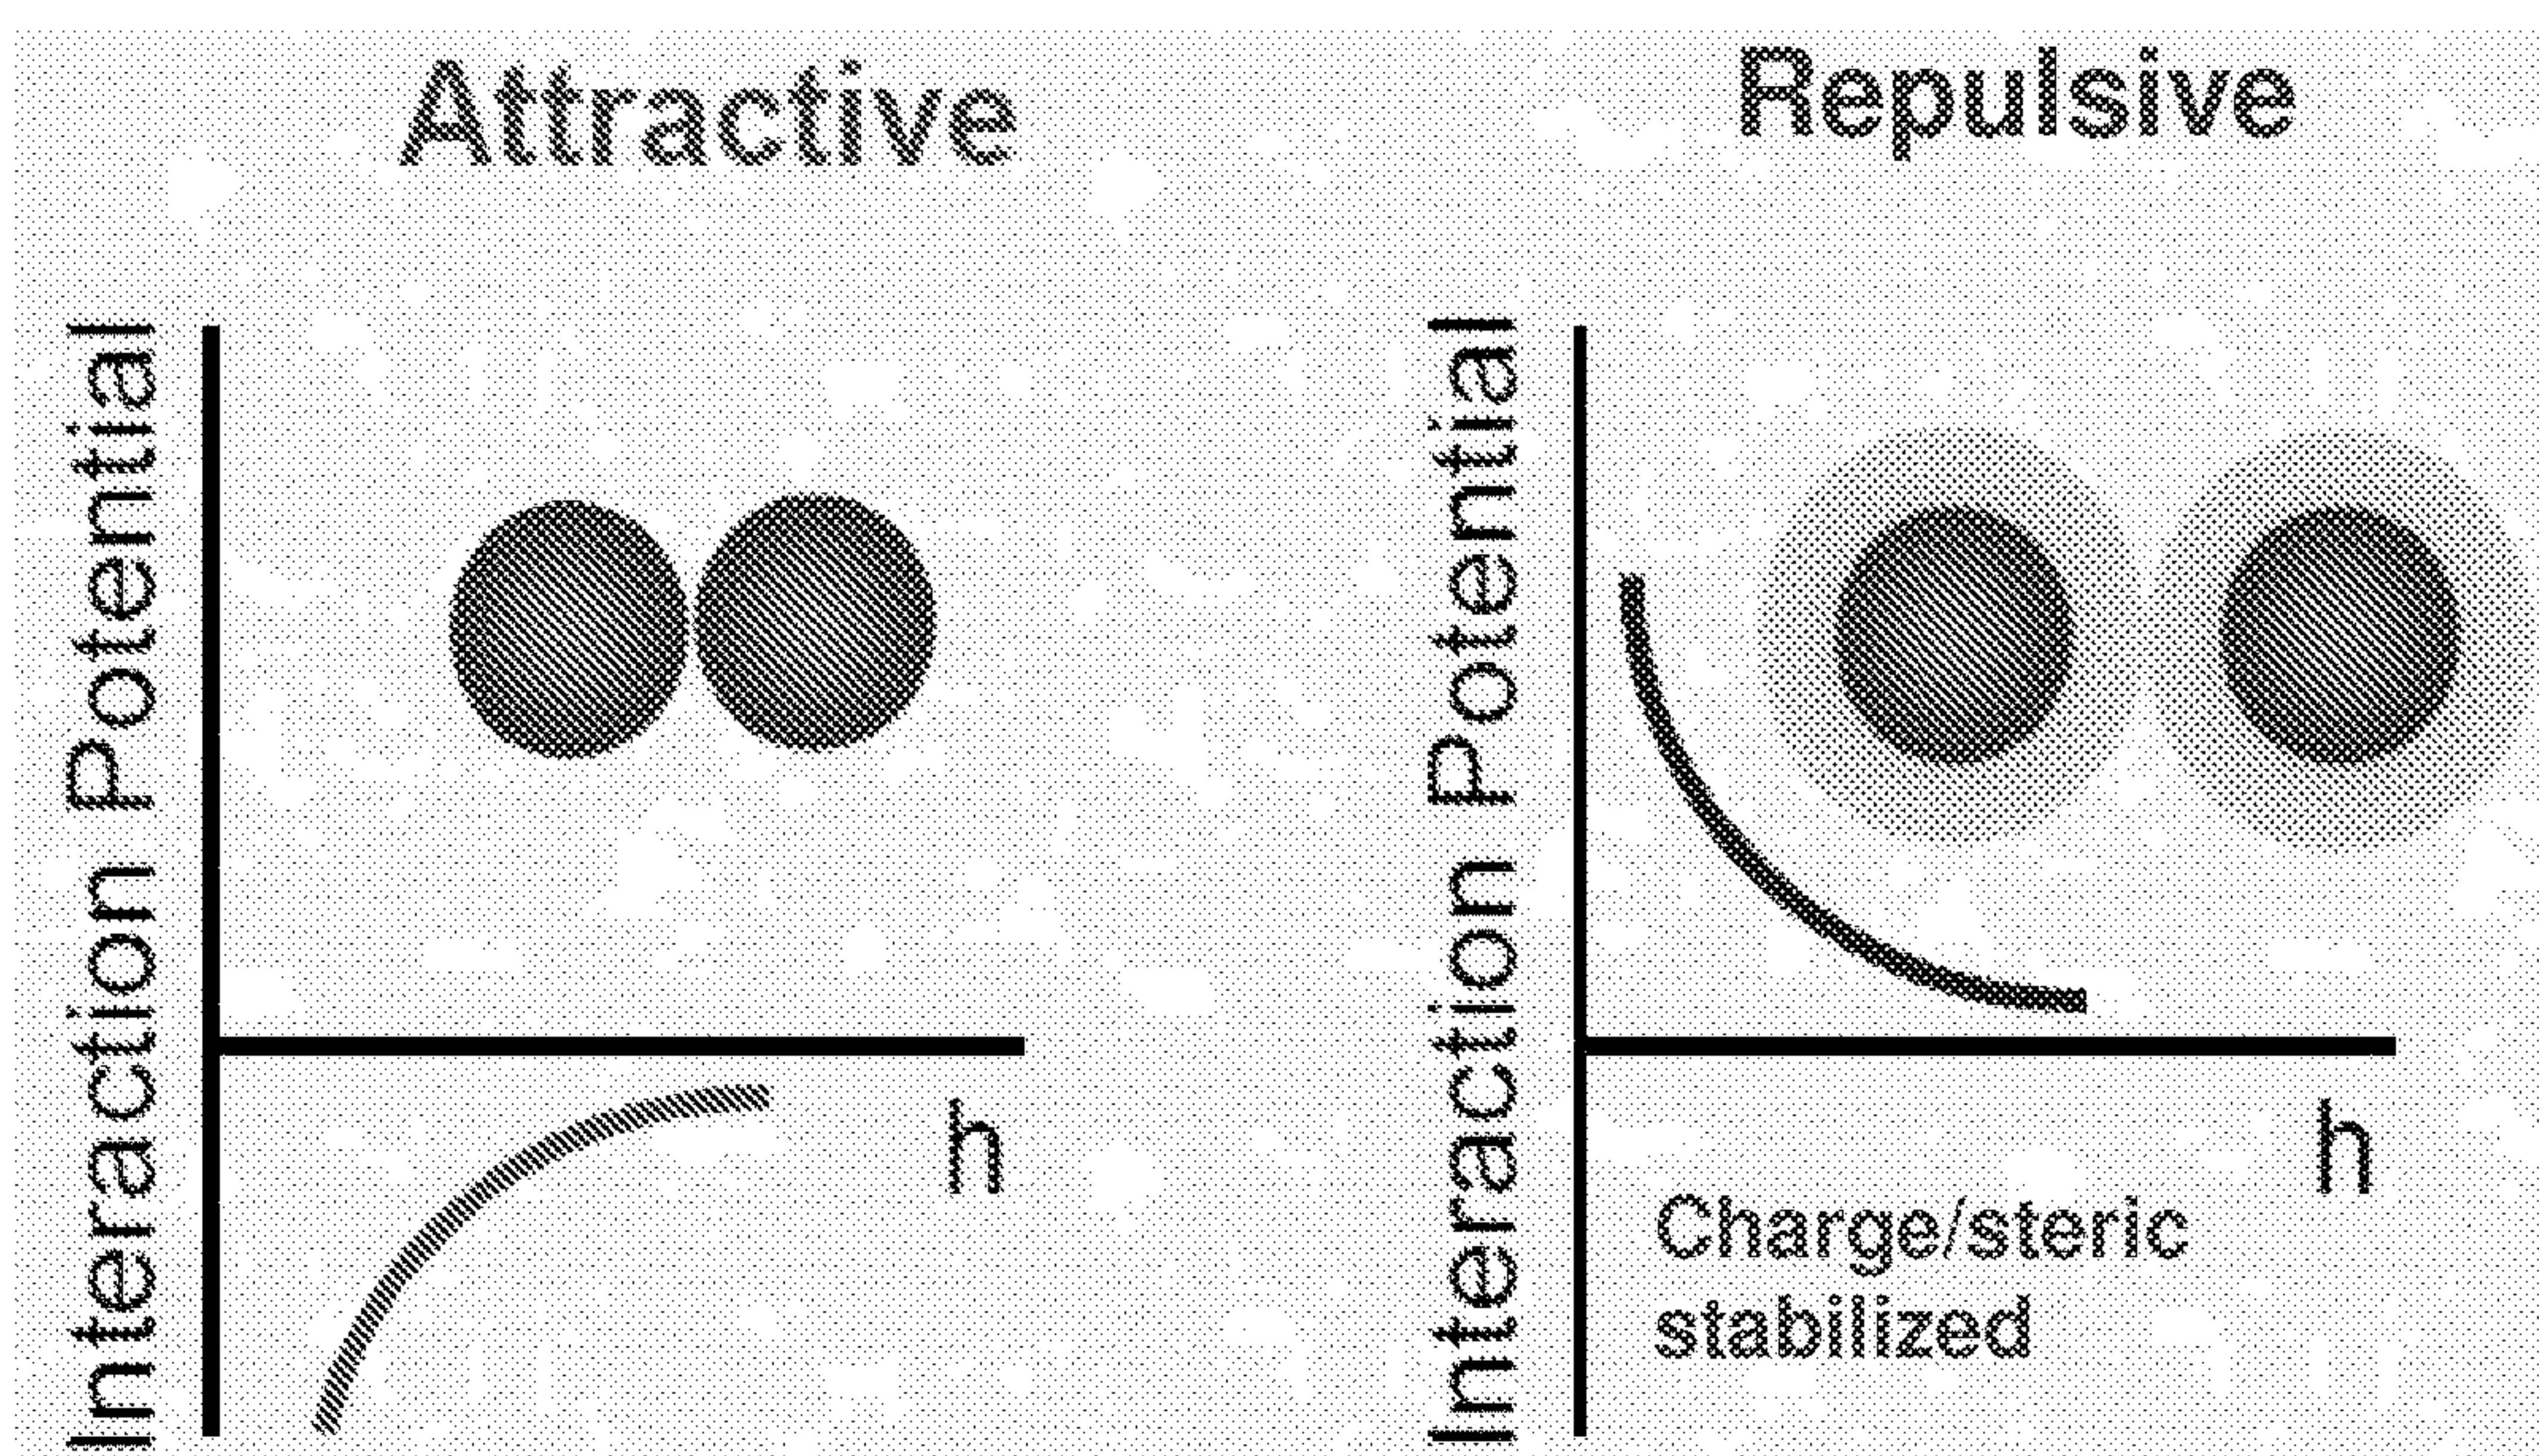 Attractive
Interaction Potential
h
Repulsive
Interaction Potential
h
Charge/steric
stabilized